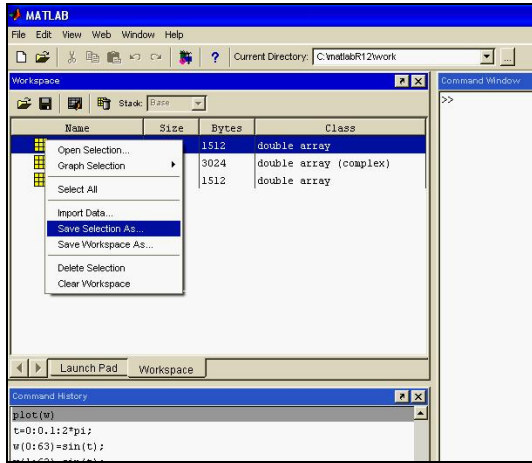 MATLAB
File Edit View Web Window Help
? Current Directory: C:\matlabR12\work ...
Workspace
Command Window
Stack: Base
>>
Name Size Bytes Class
1512 double array
Open Selection...
3024 double array (complex)
Graph Selection
1512 double array
Select All
Import Data...
Save Selection As...
Save Workspace As...
Delete Selection
Clear Workspace
Launch Pad Workspace
Command History
plot(w)
t=0:0.1:2*pi;
w(0:63)=sin(t);